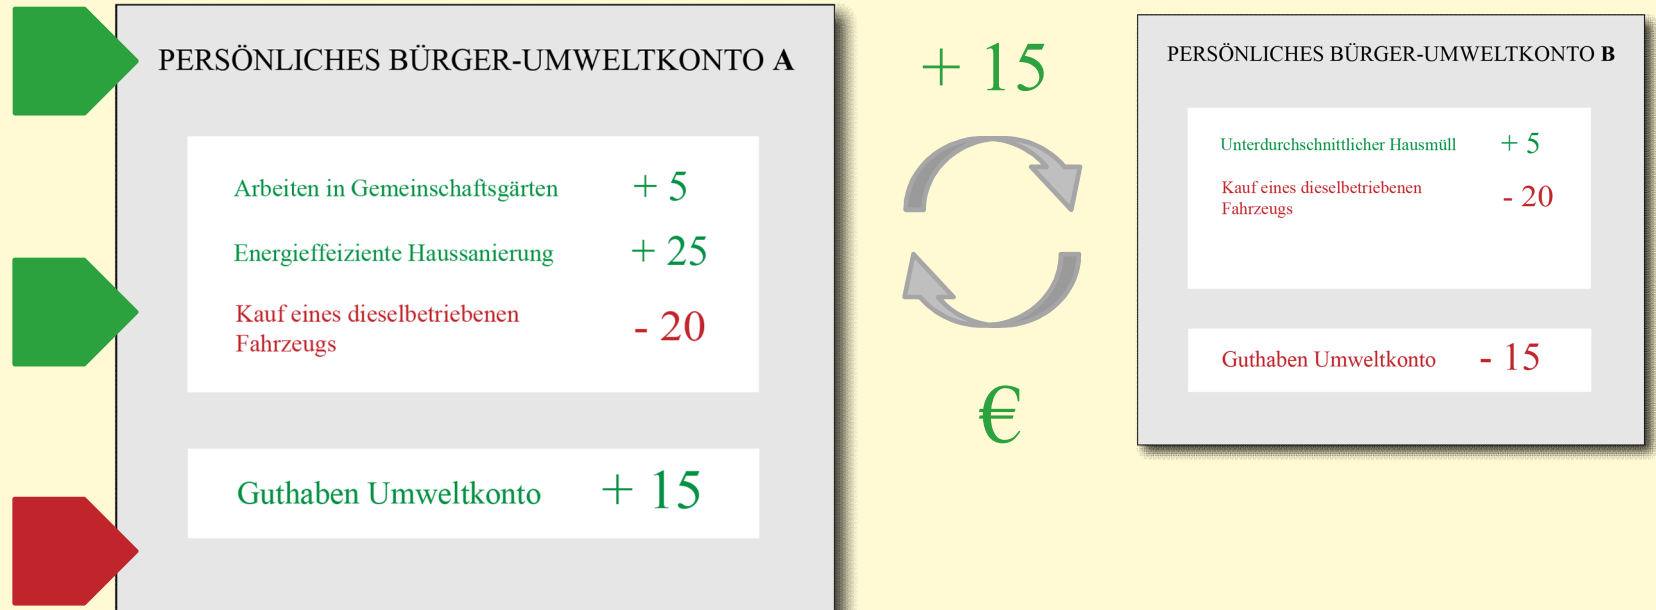 PERSÖNLICHES BÜRGER-UMWELTKONTO A
Arbeiten in Gemeinschaftsgärten + 5
Energieffeiziente Haussanierung + 25
Kauf eines dieselbetriebenen
Fahrzeugs - 20
Guthaben Umweltkonto + 15
+ 15
€
PERSÖNLICHES BÜRGER-UMWELTKONTO B
Unterdurchschnittlicher Hausmüll + 5
Kauf eines dieselbetriebenen
Fahrzeugs - 20
Guthaben Umweltkonto - 15